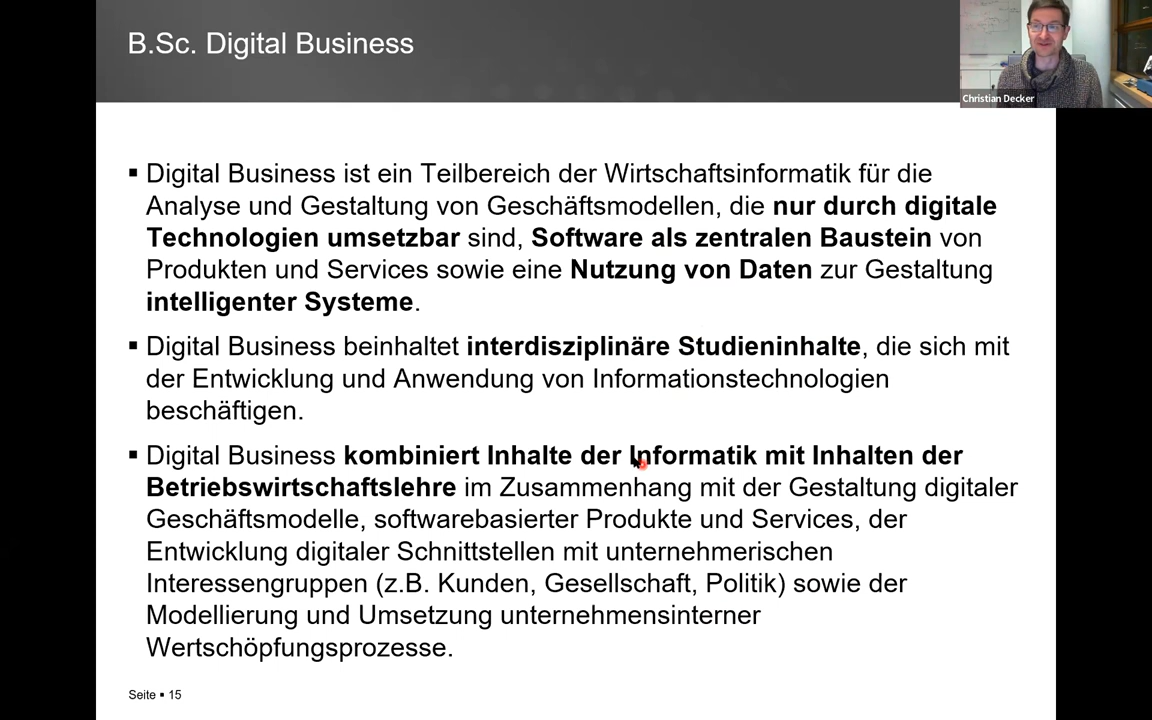 B.Sc. Digital Business
Christian Decker
▪ Digital Business ist ein Teilbereich der Wirtschaftsinformatik für die
Analyse und Gestaltung von Geschäftsmodellen, die nur durch digitale
Technologien umsetzbar sind, Software als zentralen Baustein von
Produkten und Services sowie eine Nutzung von Daten zur Gestaltung
intelligenter Systeme.
▪ Digital Business beinhaltet interdisziplinäre Studieninhalte, die sich mit
der Entwicklung und Anwendung von Informationstechnologien
beschäftigen.
▪ Digital Business kombiniert Inhalte der Informatik mit Inhalten der
Betriebswirtschaftslehre im Zusammenhang mit der Gestaltung digitaler
Geschäftsmodelle, softwarebasierter Produkte und Services, der
Entwicklung digitaler Schnittstellen mit unternehmerischen
Interessengruppen (z.B. Kunden, Gesellschaft, Politik) sowie der
Modellierung und Umsetzung unternehmensinterner
Wertschöpfungsprozesse.
Seite ▪ 15